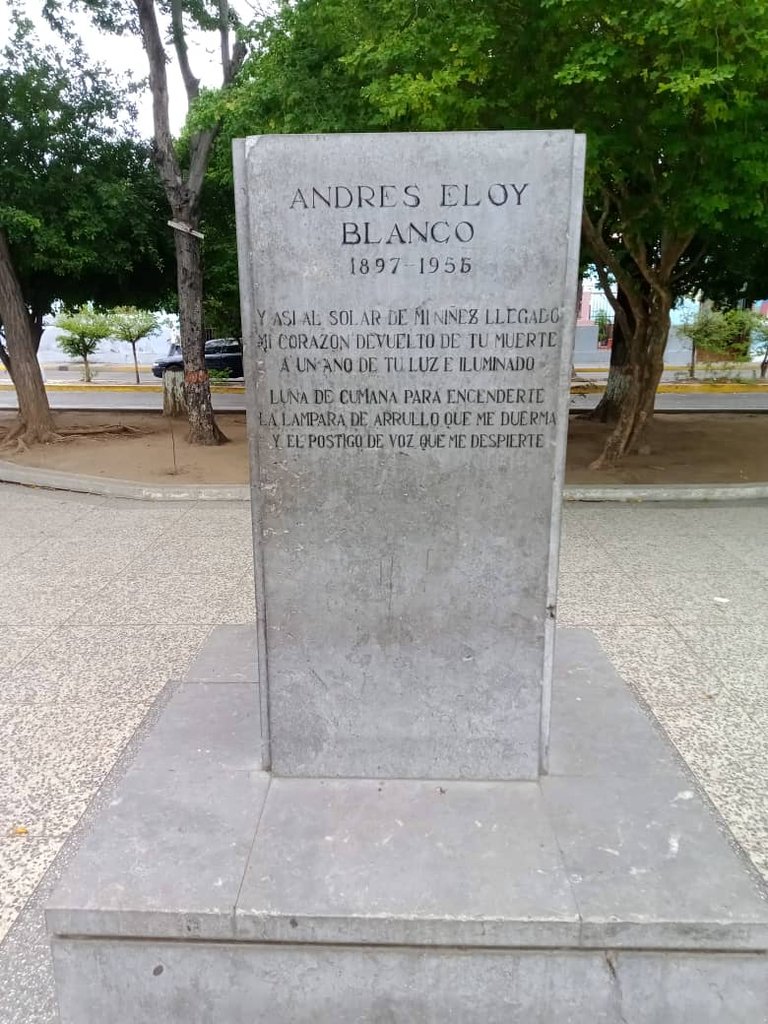 ANDRES ELOY
BLANCO
1897-1955
Y ASI AL SOLAR DE MI NIÑEZ LLEGADO
MI CORAZON DEVUELTO DE TU MUERTE
A UN ANO DE TU LUZ E ILUMINADO
LUNA DE CUMANA PARA ENCENDERTE
LA LAMPARA DE ARRULLO QUE ME DUERMA
Y EL POSTIGO DE VOZ QUE ME DESPIERTE